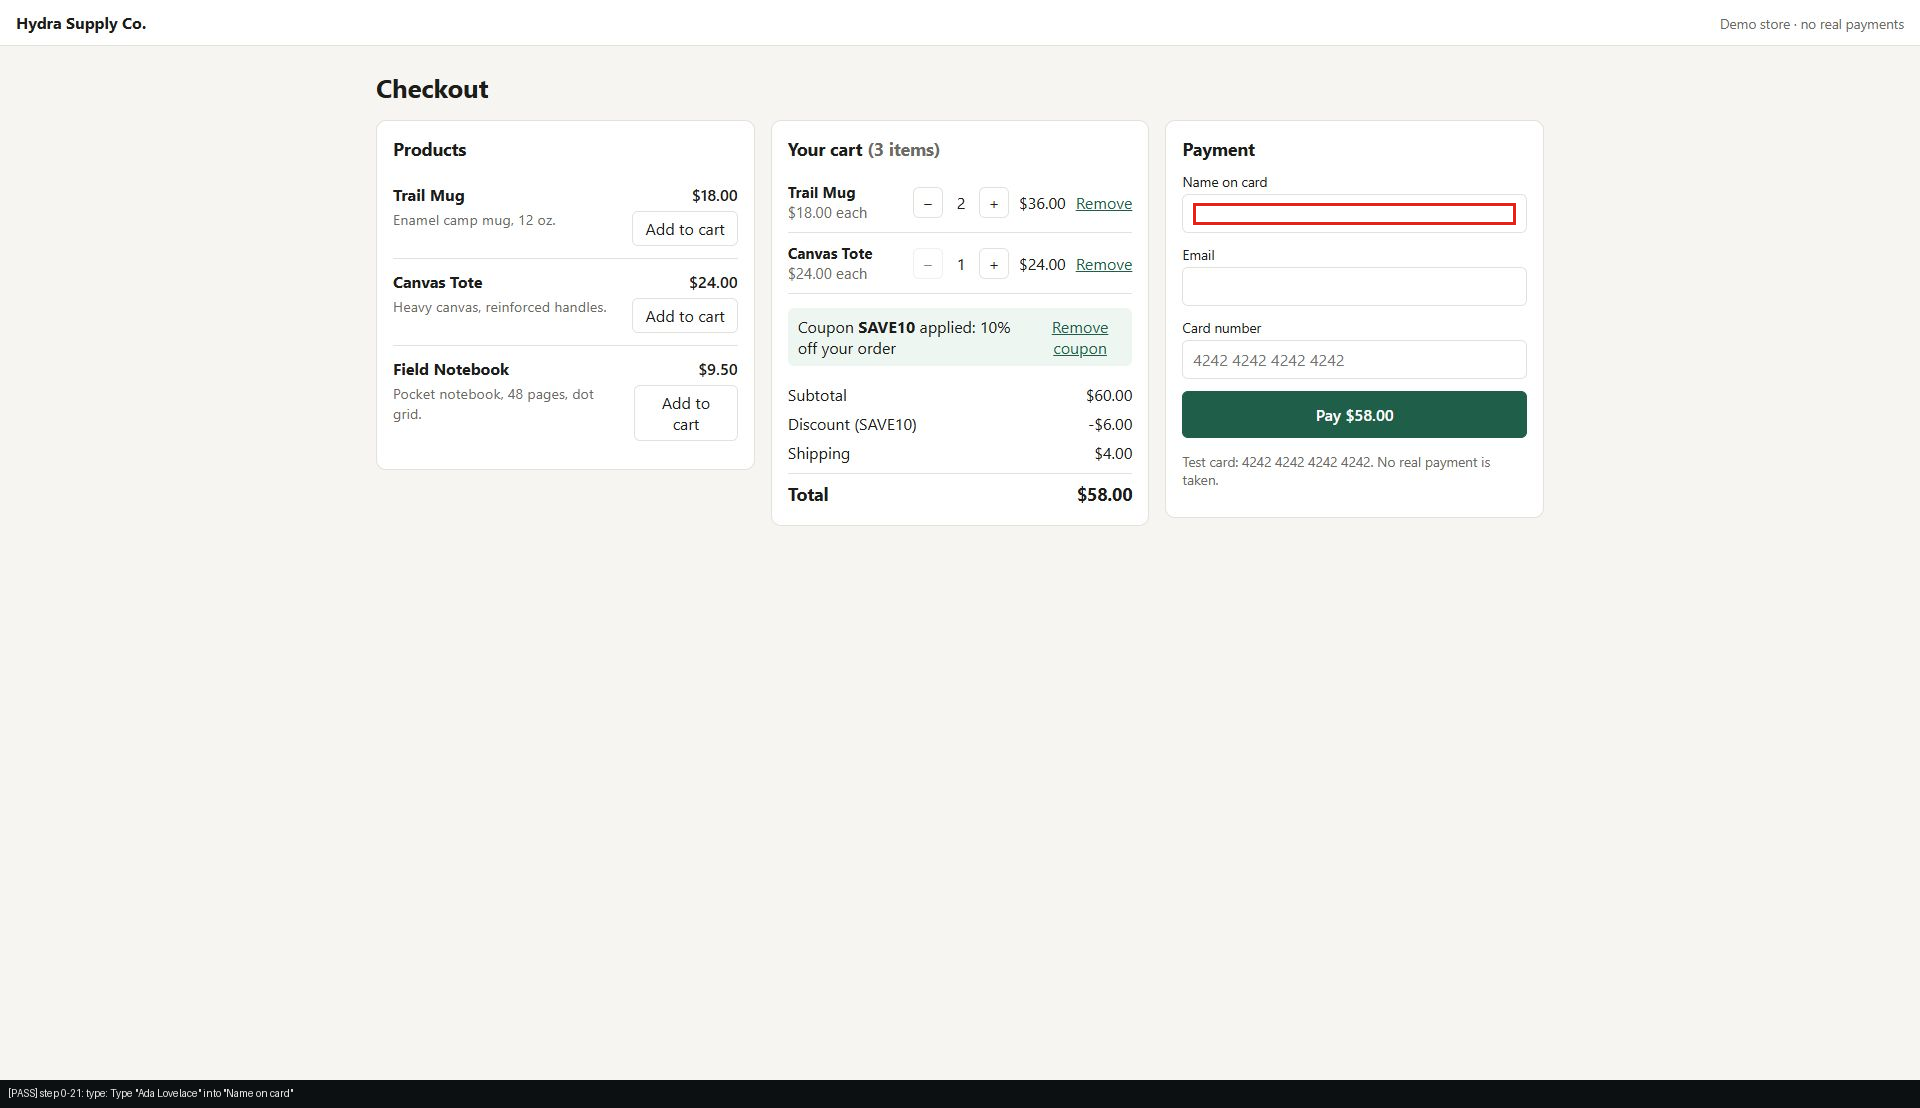 Hydra Supply Co.
Demo store · no real payments
Checkout
Products
Trail Mug
$18.00
Enamel camp mug, 12 oz.
Add to cart
Canvas Tote
$24.00
Heavy canvas, reinforced handles.
Add to cart
Field Notebook
$9.50
Pocket notebook, 48 pages, dot
grid.
Add to
cart
Your cart (3 items)
Trail Mug
$18.00 each
− 2 + $36.00 Remove
Canvas Tote
$24.00 each
− 1 + $24.00 Remove
Coupon SAVE10 applied: 10%
off your order
Remove
coupon
Subtotal $60.00
Discount (SAVE10) -$6.00
Shipping $4.00
Total $58.00
Payment
Name on card
Email
Card number
4242 4242 4242 4242
Pay $58.00
Test card: 4242 4242 4242 4242. No real payment is
taken.
[PASS] step 0-21: type: Type "Ada Lovelace" into "Name on card"